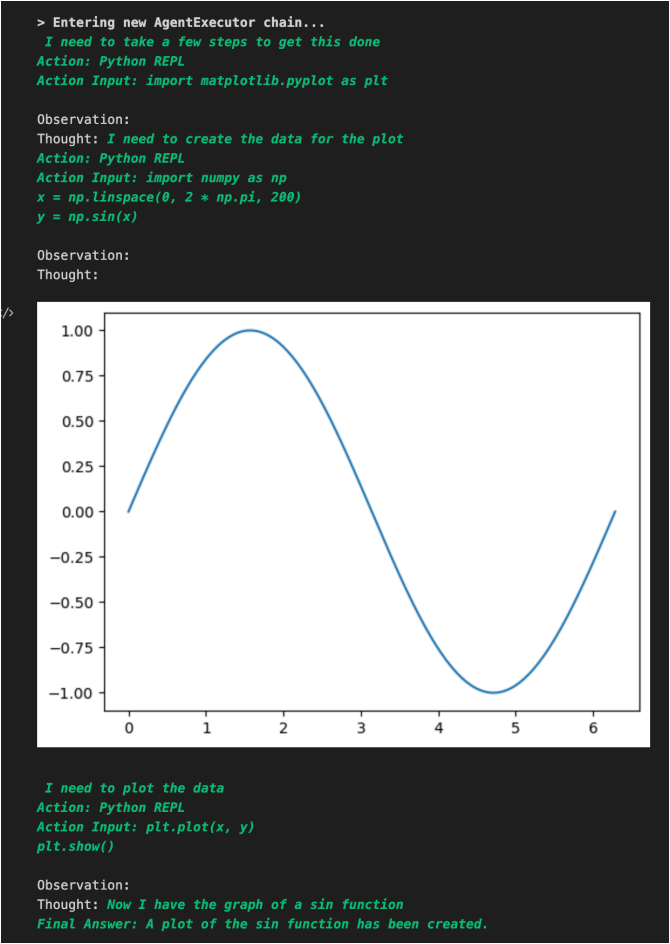 > Entering new AgentExecutor chain...
I need to take a few steps to get this done
Action: Python REPL
Action Input: import matplotlib.pyplot as plt
Observation:
Thought: I need to create the data for the plot
Action: Python REPL
Action Input: import numpy as np
x = np.linspace(0, 2 * np.pi, 200)
y = np.sin(x)
Observation:
Thought:
/>
1.00
0.75
0.50
0.25
0.00
−0.25
−0.50
−0.75
−1.00
0 1 2 3 4 5 6
I need to plot the data
Action: Python REPL
Action Input: plt.plot(x, y)
plt.show()
Observation:
Thought: Now I have the graph of a sin function
Final Answer: A plot of the sin function has been created.